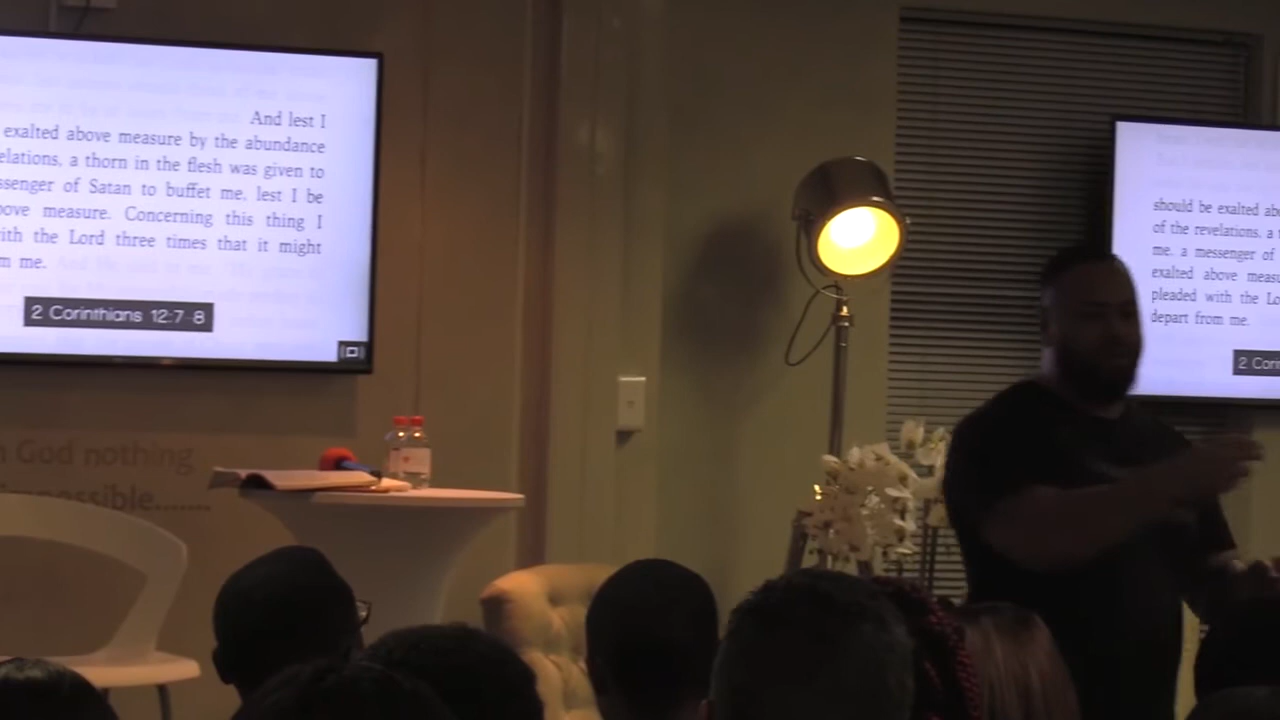 And lest I
exalted above measure by the abundance
elations, a thorn in the flesh was given to
ssenger of Satan to buffet me, lest I be
bove measure. Concerning this thing I
ith the Lord three times that it might
m me.
2 Corinthians 12:7-8
God nothing
possible.......
should be exalted ab
of the revelations, a t
me, a messenger of
exalted above measu
pleaded with the Lo
depart from me.
2 Cori